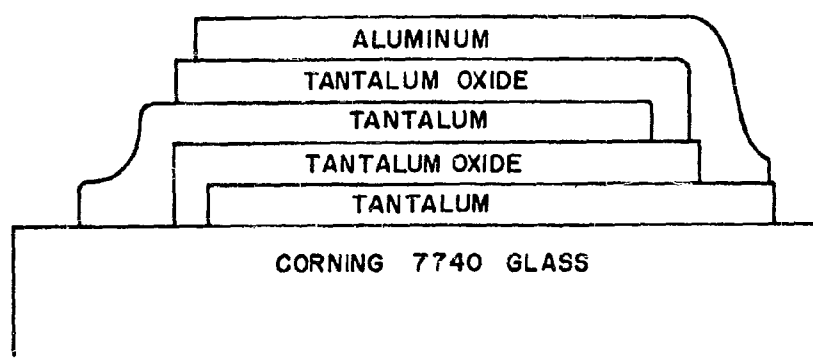 ALUMINUM
TANTALUM OXIDE
TANTALUM
TANTALUM OXIDE
TANTALUM
CORNING 7740 GLASS